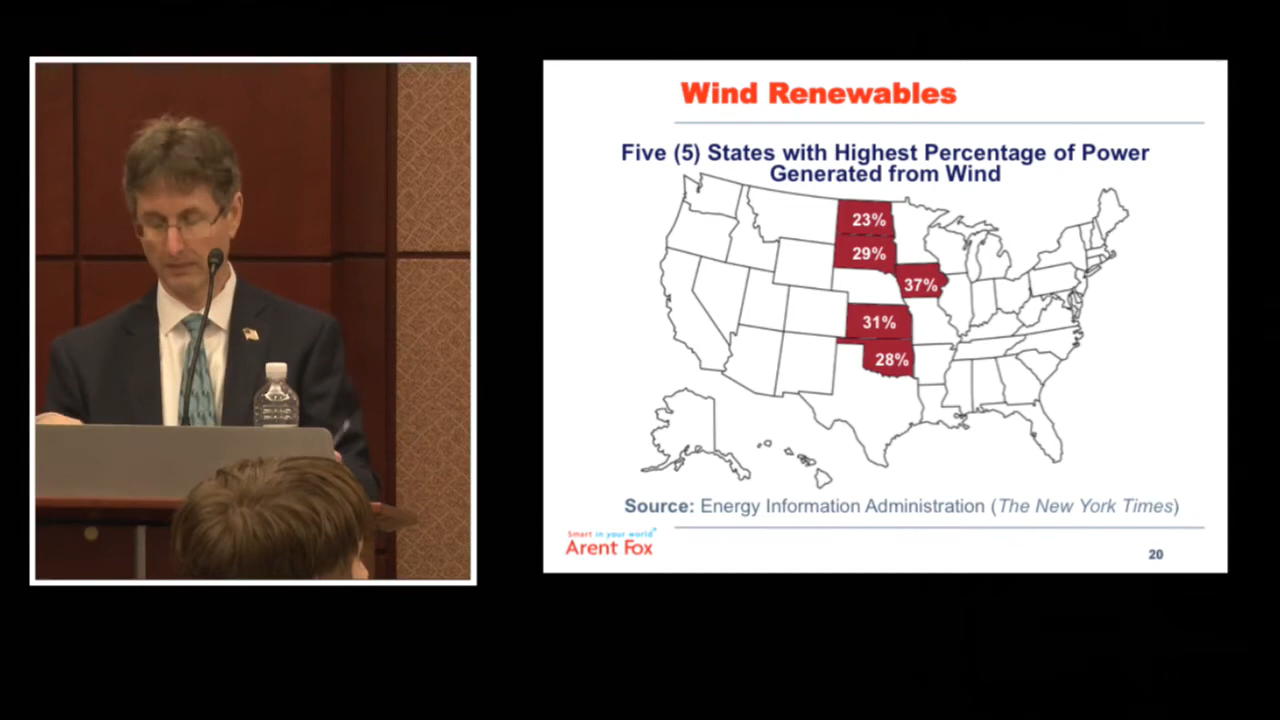 Wind Renewables
Five (5) States with Highest Percentage of Power
Generated from Wind
23%
29%
37%
31%
28%
Source: Energy Information Administration (The New York Times)
Smart in your world
Arent Fox
20